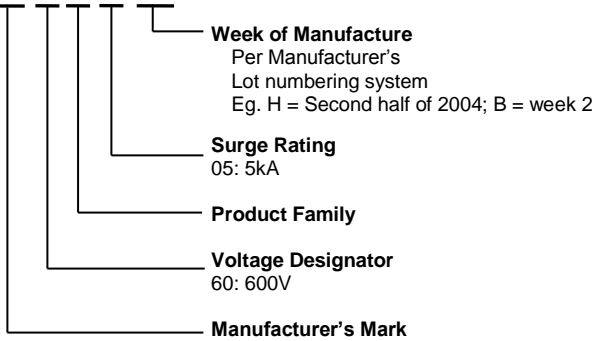 Week of Manufacture
Per Manufacturer's
Lot numbering system
Eg. H = Second half of 2004; B = week 2
Surge Rating
05: 5kA
Product Family
Voltage Designator
60: 600V
Manufacturer's Mark